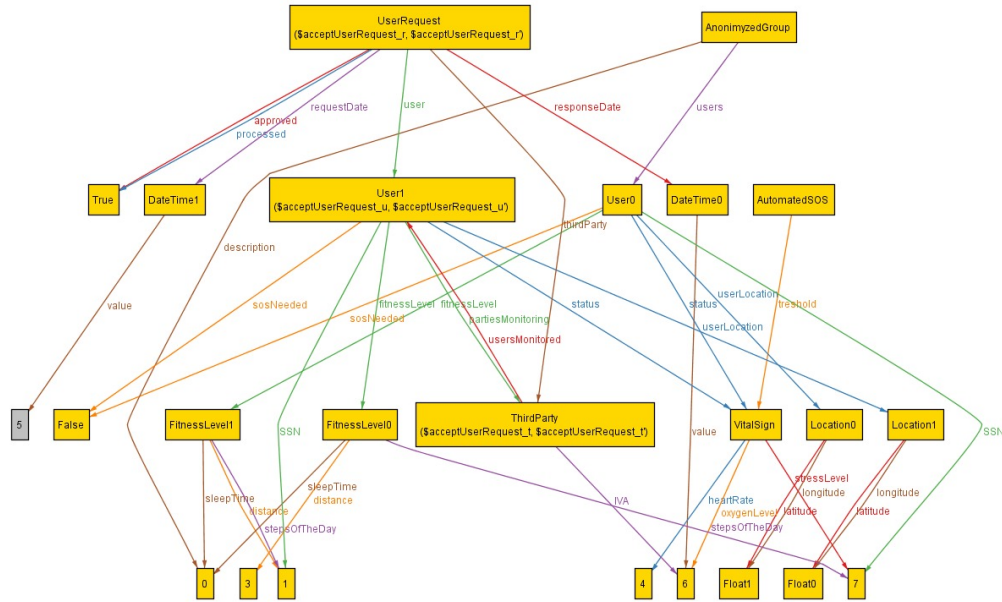 UserRequest
($acceptUserRequest_r, $acceptUserRequest_r')
AnonimyzedGroup
requestDate
user
responseDate
users
approved
processed
True
DateTime1
User1
($acceptUserRequest_u, $acceptUserRequest_u')
User0
DateTime0
AutomatedSOS
thirdParty
description
userLocation
value
sosNeeded
fitnessLevel
fitnessLevel
status
status
treshold
sosNeeded
partiesMonitoring
userLocation
usersMonitored
5
False
FitnessLevel1
FitnessLevel0
ThirdParty
($acceptUserRequest_t, $acceptUserRequest_t')
VitalSign
Location0
Location1
SSN
value
SSN
sleepTime
sleepTime
distance
IVA
heartRate
stressLevel
longitude
longitude
distance
oxygenLevel
latitude
latitude
stepsOfTheDay
stepsOfTheDay
0
3
1
4
6
Float1
Float0
7